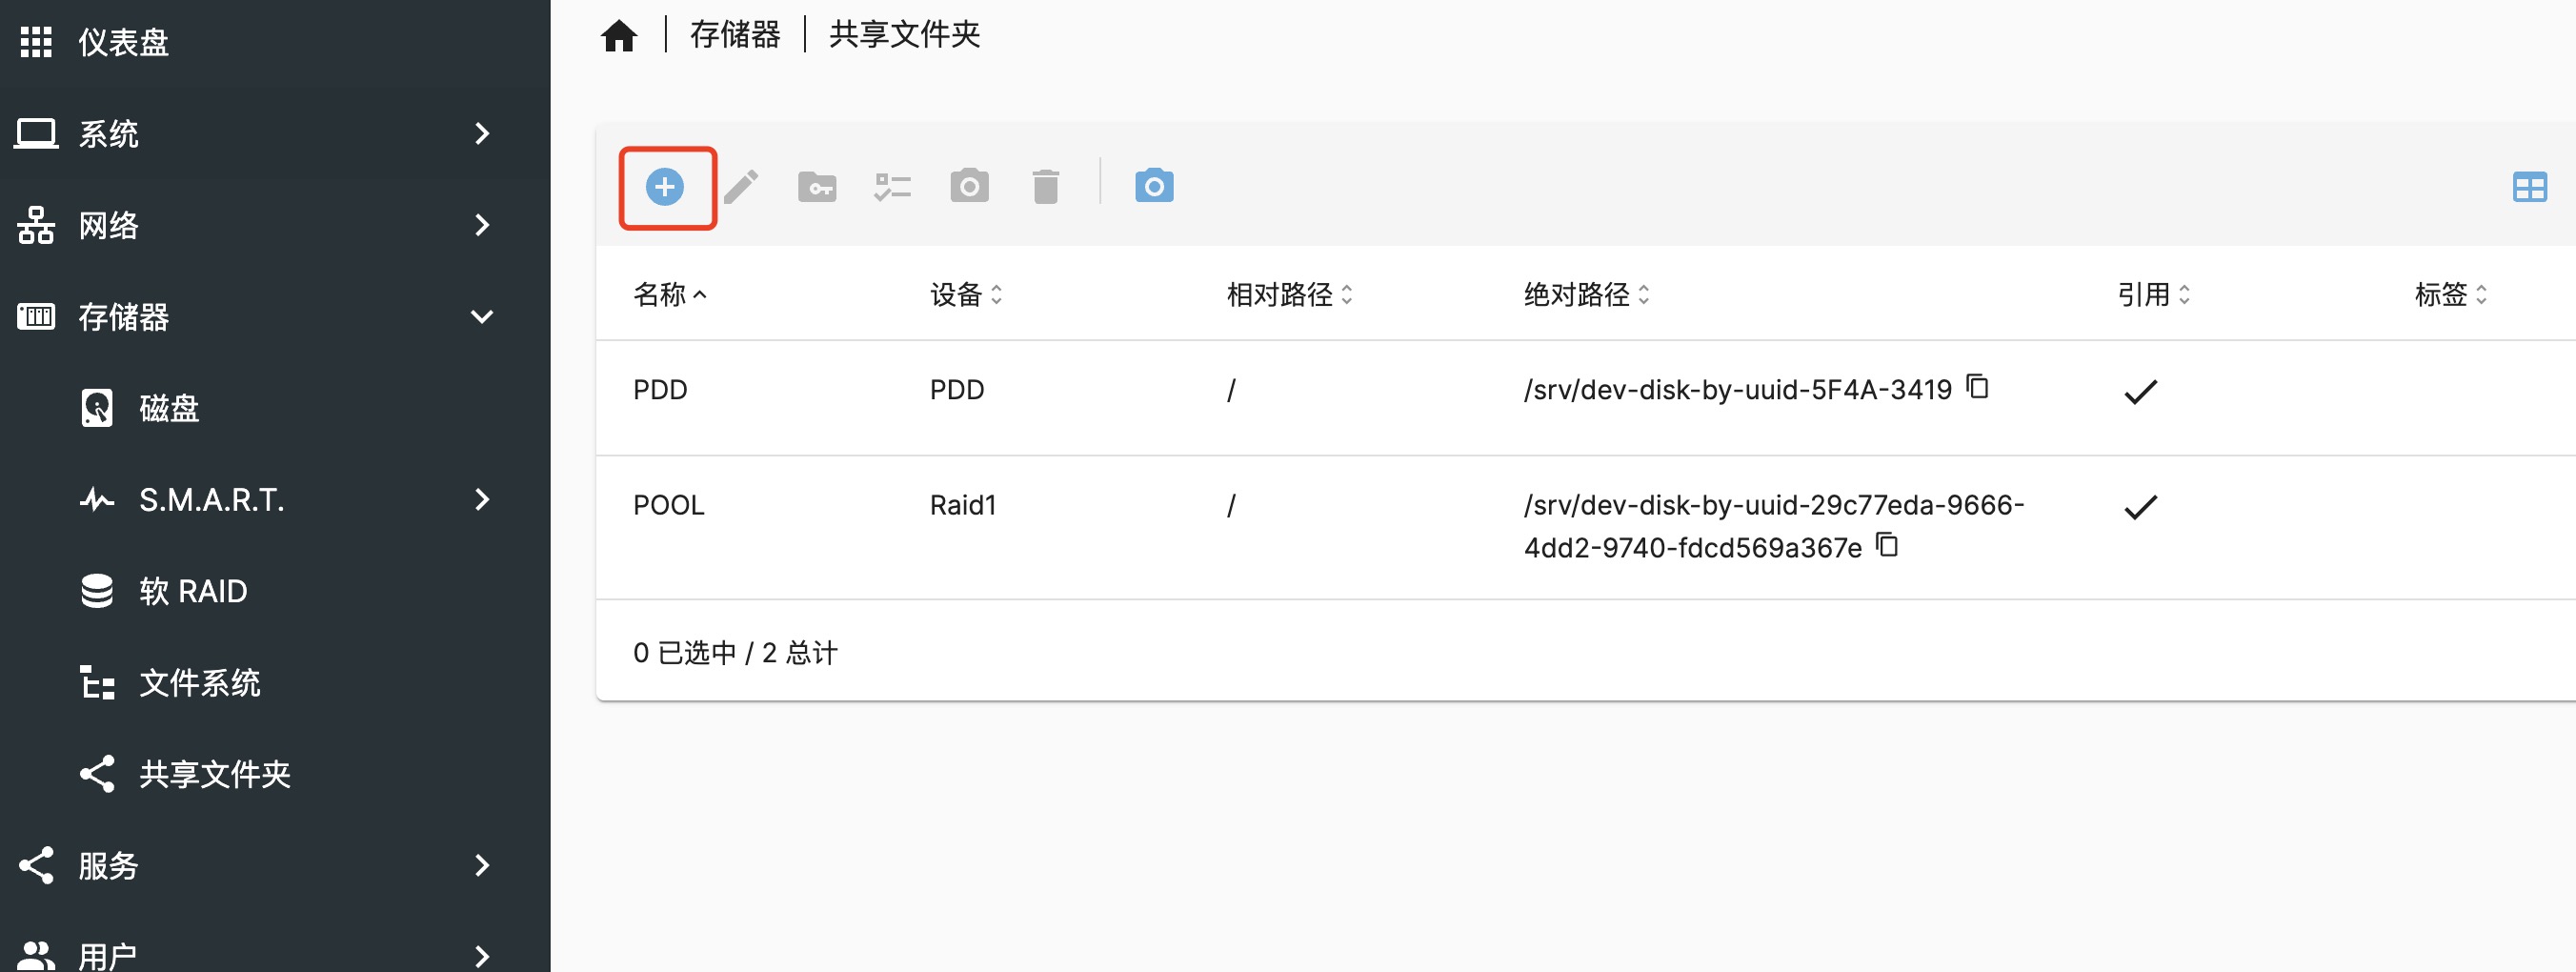 仪表盘
系统
网络
存储器
磁盘
S.M.A.R.T.
软 RAID
文件系统
共享文件夹
服务
用户
存储器 | 共享文件夹
名称 设备 相对路径 绝对路径 引用 标签
PDD PDD / /srv/dev-disk-by-uuid-5F4A-3419
POOL Raid1 / /srv/dev-disk-by-uuid-29c77eda-9666-
4dd2-9740-fdcd569a367e
0 已选中 / 2 总计